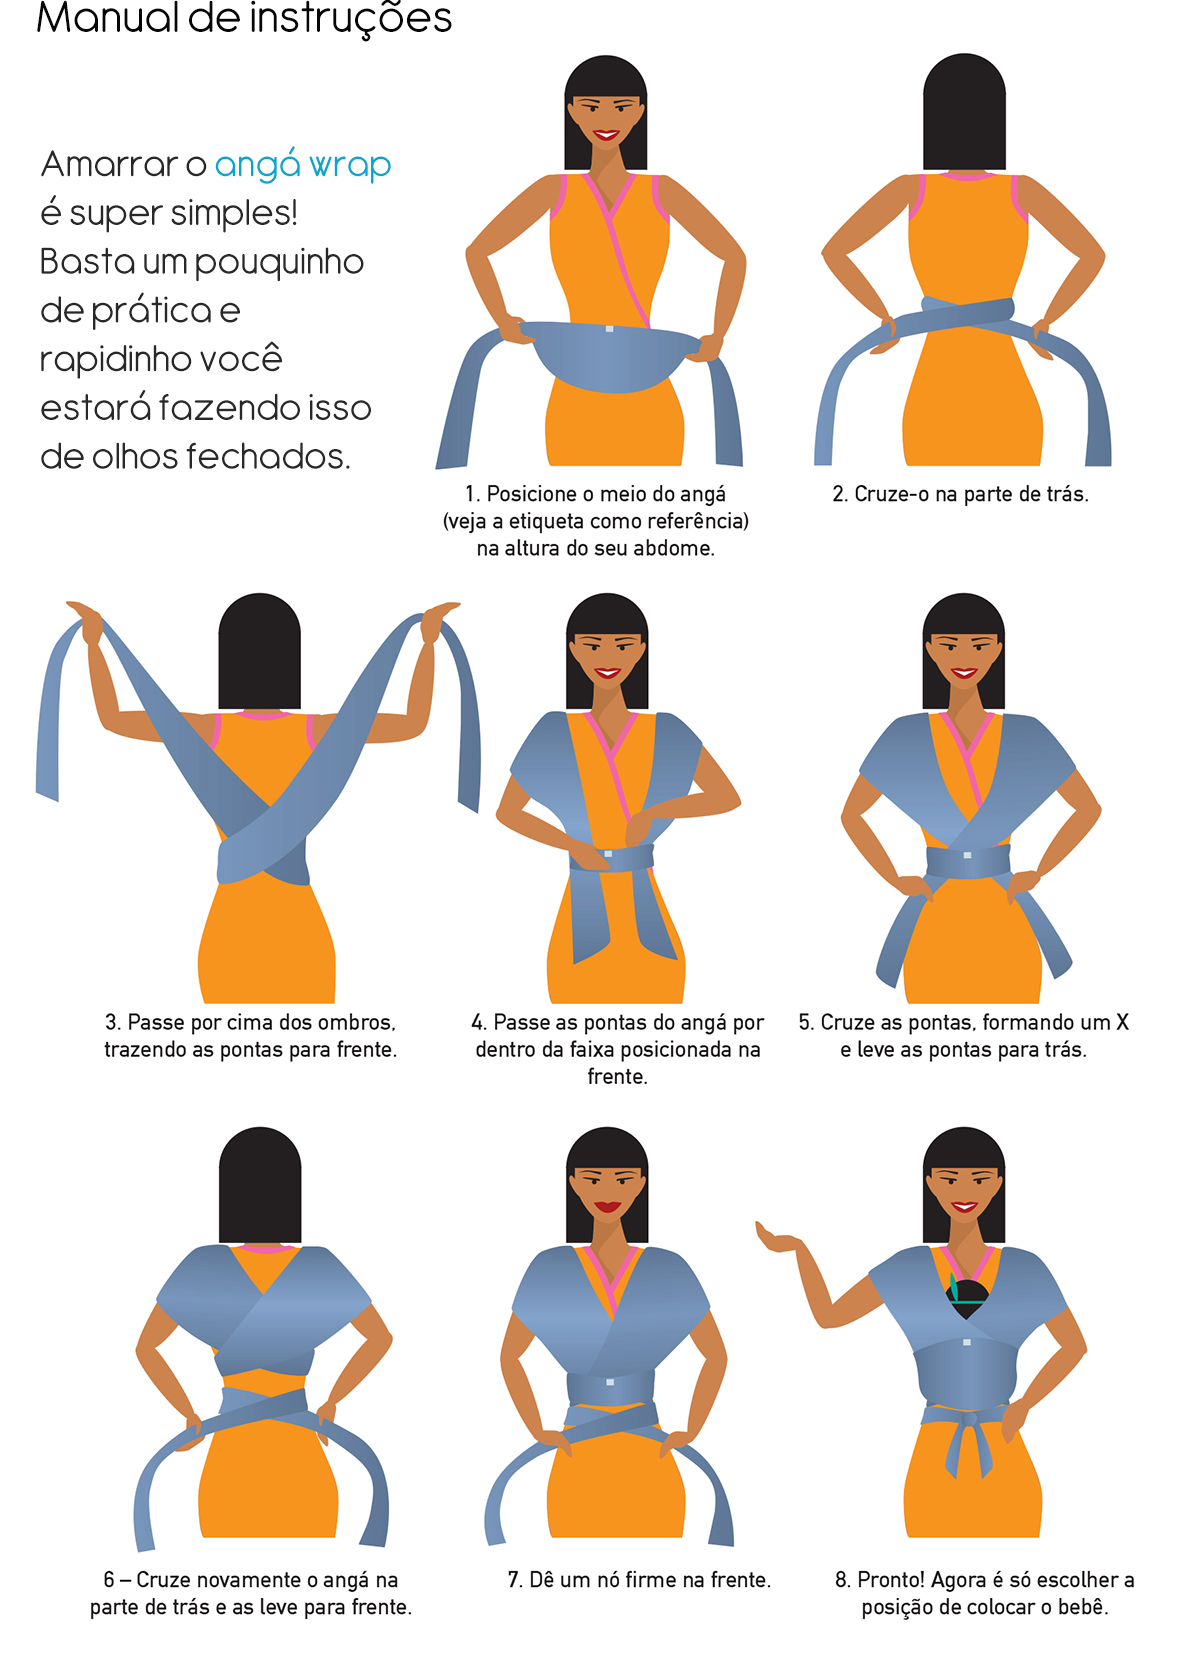 Manual de instruções
Amarrar o angá wrap
é super simples!
Basta um pouquinho
de prática e
rapidinho você
estará fazendo isso
de olhos fechados.
1. Posicione o meio do angá
(veja a etiqueta como referência)
na altura do seu abdome.
2. Cruze-o na parte de trás.
3. Passe por cima dos ombros,
trazendo as pontas para frente.
4. Passe as pontas do angá por
dentro da faixa posicionada na
frente.
5. Cruze as pontas, formando um X
e leve as pontas para trás.
6 – Cruze novamente o angá na
parte de trás e as leve para frente.
7. Dê um nó firme na frente.
8. Pronto! Agora é só escolher a
posição de colocar o bebê.